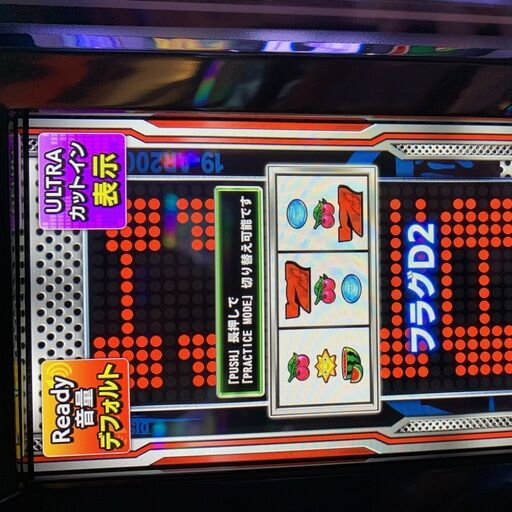 Ready
音量
デフォルト
ULTRA
カットイン
表示
「PUSH」長押しで
「PRACTICE MODE」切り替え可能です
フラグD2